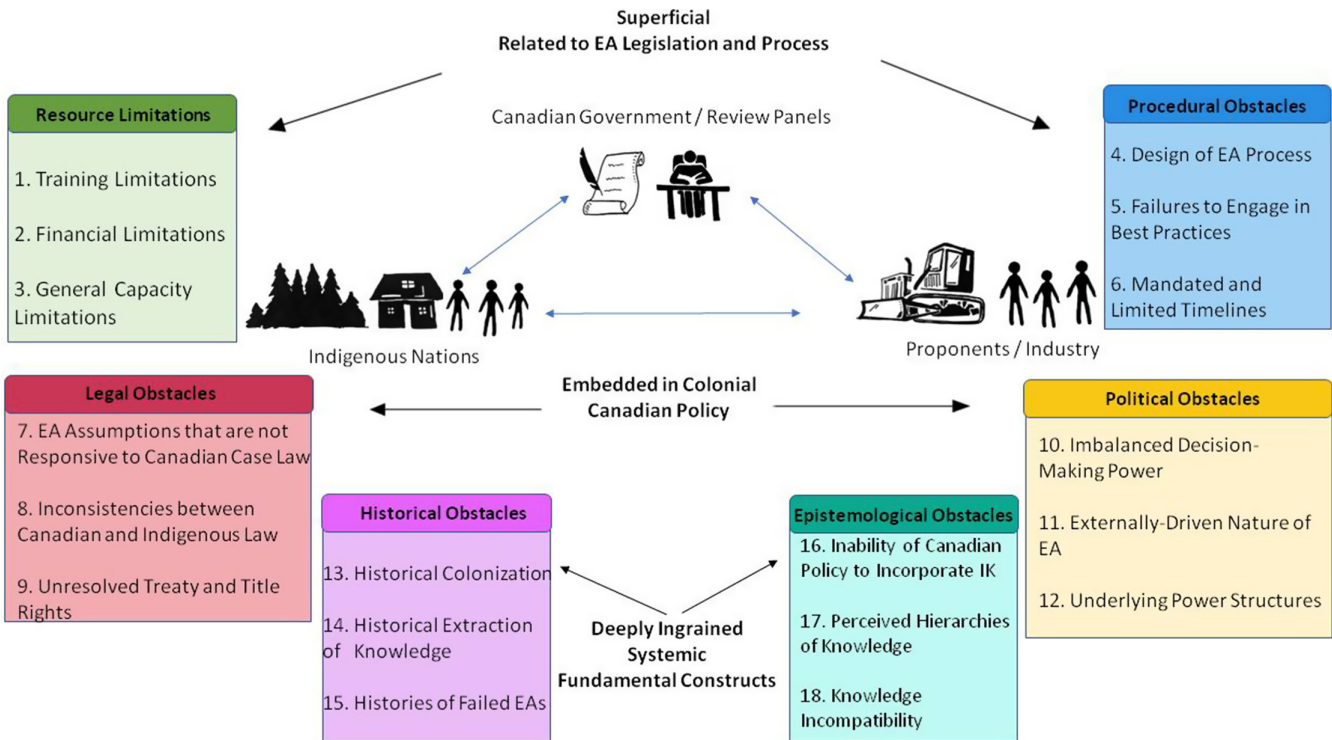 Superficial
Related to EA Legislation and Process
Resource Limitations
1. Training Limitations
2. Financial Limitations
3. General Capacity
Limitations
Canadian Government / Review Panels
Procedural Obstacles
4. Design of EA Process
5. Failures to Engage in
Best Practices
6. Mandated and
Limited Timelines
Indigenous Nations
Proponents / Industry
Embedded in Colonial
Canadian Policy
Legal Obstacles
7. EA Assumptions that are not
Responsive to Canadian Case Law
8. Inconsistencies between
Canadian and Indigenous Law
9. Unresolved Treaty and Title
Rights
Political Obstacles
10. Imbalanced Decision-
Making Power
11. Externally-Driven Nature of
EA
12. Underlying Power Structures
Historical Obstacles
13. Historical Colonization
14. Historical Extraction
of Knowledge
15. Histories of Failed EAs
Deeply Ingrained
Systemic
Fundamental Constructs
Epistemological Obstacles
16. Inability of Canadian
Policy to Incorporate IK
17. Perceived Hierarchies
of Knowledge
18. Knowledge
Incompatibility